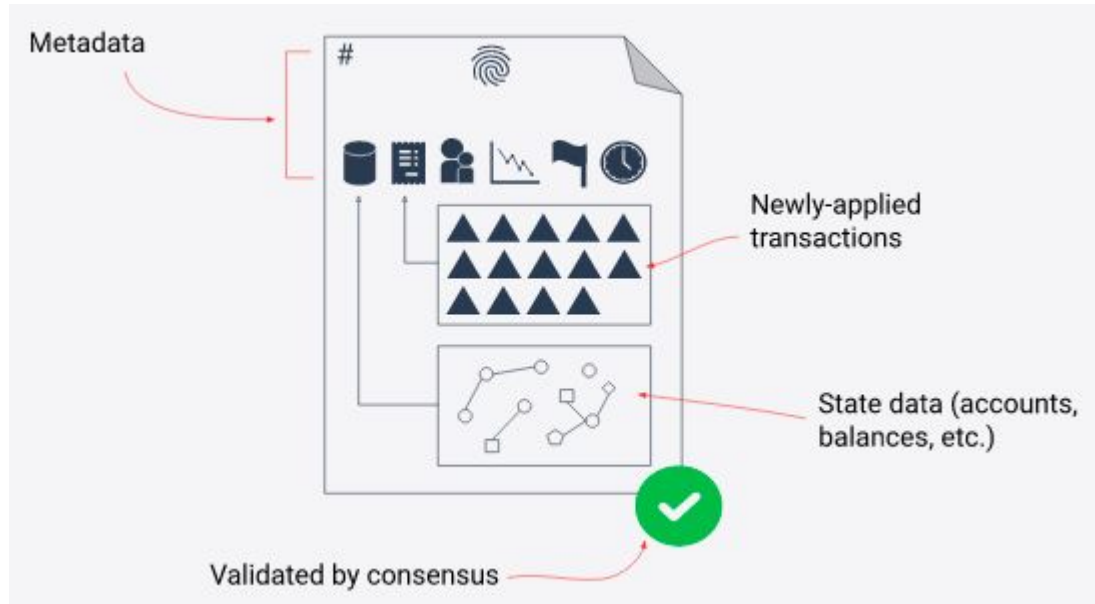 Metadata
#
Newly-applied
transactions
State data (accounts,
balances, etc.)
Validated by consensus